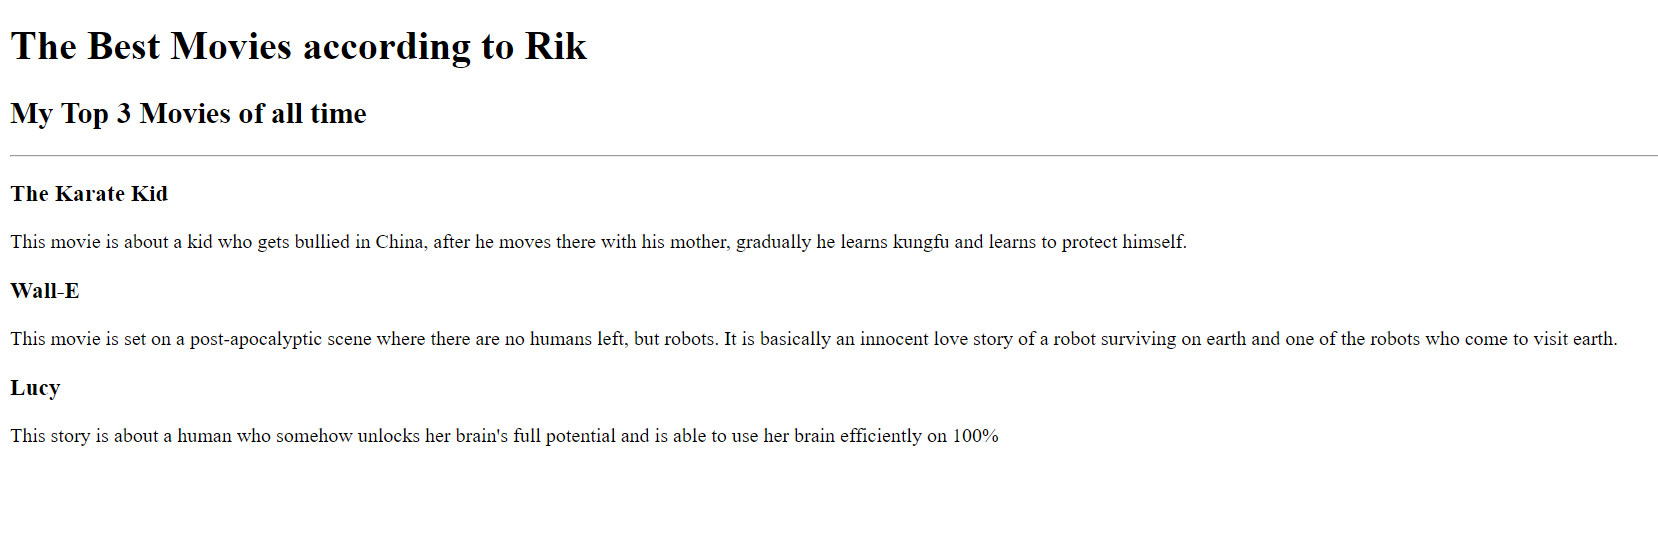 The Best Movies according to Rik
My Top 3 Movies of all time
The Karate Kid
This movie is about a kid who gets bullied in China, after he moves there with his mother, gradually he learns kungfu and learns to protect himself.
Wall-E
This movie is set on a post-apocalyptic scene where there are no humans left, but robots. It is basically an innocent love story of a robot surviving on earth and one of the robots who come to visit earth.
Lucy
This story is about a human who somehow unlocks her brain's full potential and is able to use her brain efficiently on 100%